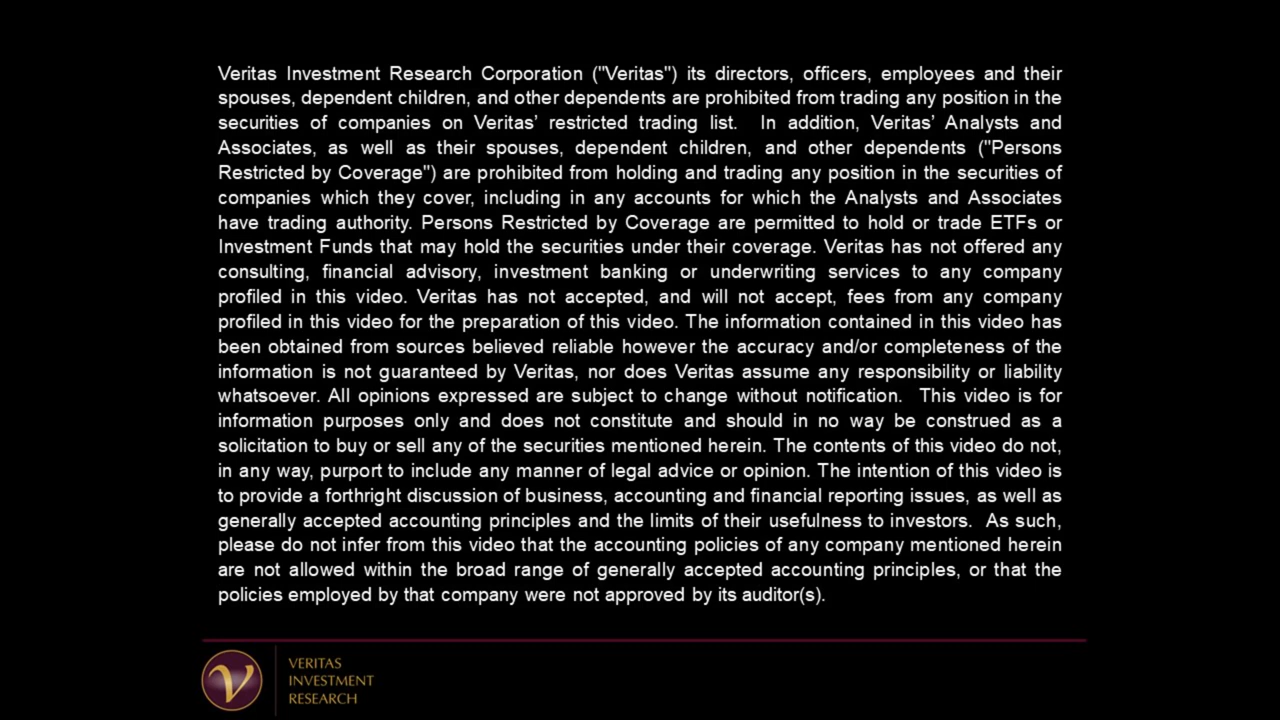 Veritas Investment Research Corporation ("Veritas") its directors, officers, employees and their
spouses, dependent children, and other dependents are prohibited from trading any position in the
securities of companies on Veritas’ restricted trading list.  In addition, Veritas’ Analysts and
Associates, as well as their spouses, dependent children, and other dependents ("Persons
Restricted by Coverage") are prohibited from holding and trading any position in the securities of
companies which they cover, including in any accounts for which the Analysts and Associates
have trading authority. Persons Restricted by Coverage are permitted to hold or trade ETFs or
Investment Funds that may hold the securities under their coverage. Veritas has not offered any
consulting, financial advisory, investment banking or underwriting services to any company
profiled in this video. Veritas has not accepted, and will not accept, fees from any company
profiled in this video for the preparation of this video. The information contained in this video has
been obtained from sources believed reliable however the accuracy and/or completeness of the
information is not guaranteed by Veritas, nor does Veritas assume any responsibility or liability
whatsoever. All opinions expressed are subject to change without notification.  This video is for
information purposes only and does not constitute and should in no way be construed as a
solicitation to buy or sell any of the securities mentioned herein. The contents of this video do not,
in any way, purport to include any manner of legal advice or opinion. The intention of this video is
to provide a forthright discussion of business, accounting and financial reporting issues, as well as
generally accepted accounting principles and the limits of their usefulness to investors.  As such,
please do not infer from this video that the accounting policies of any company mentioned herein
are not allowed within the broad range of generally accepted accounting principles, or that the
policies employed by that company were not approved by its auditor(s).
V
VERITAS
INVESTMENT
RESEARCH